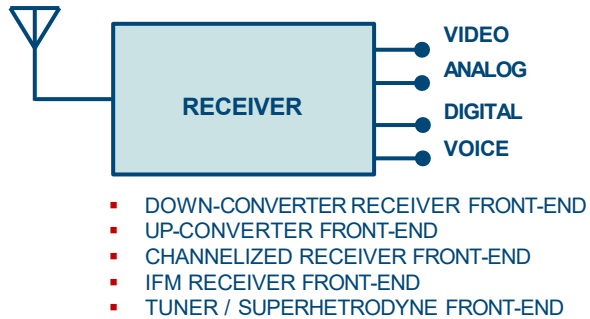 VIDEO
ANALOG
RECEIVER
DIGITAL
VOICE
▪ DOWN-CONVERTER RECEIVER FRONT-END
▪ UP-CONVERTER FRONT-END
▪ CHANNELIZED RECEIVER FRONT-END
▪ IFM RECEIVER FRONT-END
▪ TUNER / SUPERHETRODYNE FRONT-END